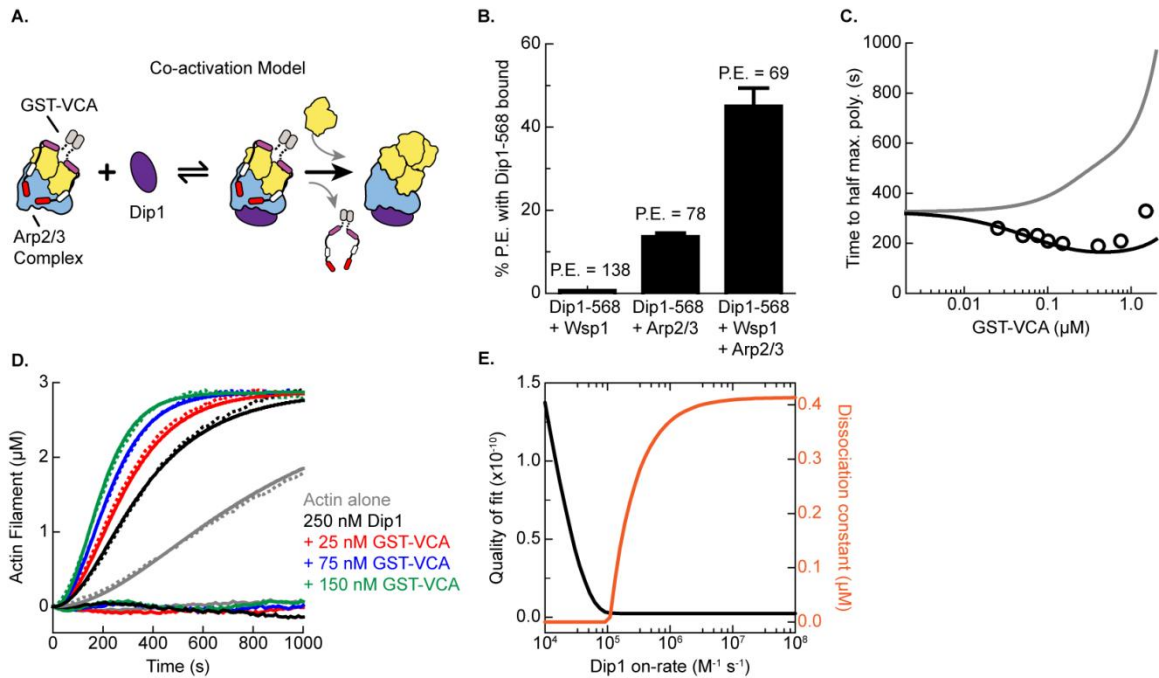 A.
Co-activation Model
GST-VCA
Dip1
Arp2/3
Complex
B.
% P.E. with Dip1-568 bound
60
40
20
0
P.E. = 138
P.E. = 78
P.E. = 69
Dip1-568
+ Wsp1
Dip1-568
+ Arp2/3
Dip1-568
+ Wsp1
+ Arp2/3
C.
Time to half max. poly. (s)
1000
800
600
400
200
0
0.01
0.1
1.0
GST-VCA (µM)
D.
Actin Filament (µM)
3
2
1
0
0
200
400
600
800
1000
Time (s)
Actin alone
250 nM Dip1
+ 25 nM GST-VCA
+ 75 nM GST-VCA
+ 150 nM GST-VCA
E.
Quality of fit (x10⁻¹⁰)
1.5
1.0
0.5
0.0
10⁴
10⁵
10⁶
10⁷
10⁸
Dip1 on-rate (M⁻¹ s⁻¹)
0.4
0.3
0.2
0.1
0.0
Dissociation constant (µM)